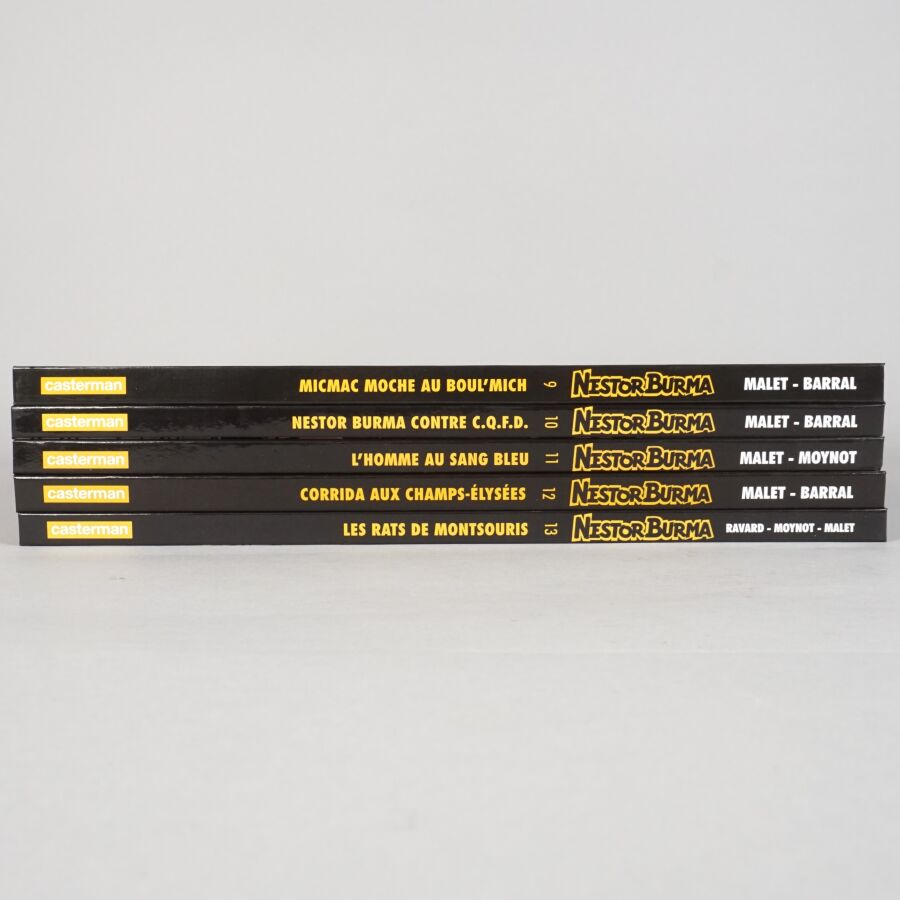 casterman MICMAC MOCHE AU BOUL'MICH 9 NESTOR BURMA MALET - BARRAL
casterman NESTOR BURMA CONTRE C.Q.F.D. 10 NESTOR BURMA MALET - BARRAL
casterman L'HOMME AU SANG BLEU 11 NESTOR BURMA MALET - MOYNOT
casterman CORRIDA AUX CHAMPS-ÉLYSÉES 12 NESTOR BURMA MALET - BARRAL
casterman LES RATS DE MONTSOURIS 13 NESTOR BURMA RAVARD - MOYNOT - MALET